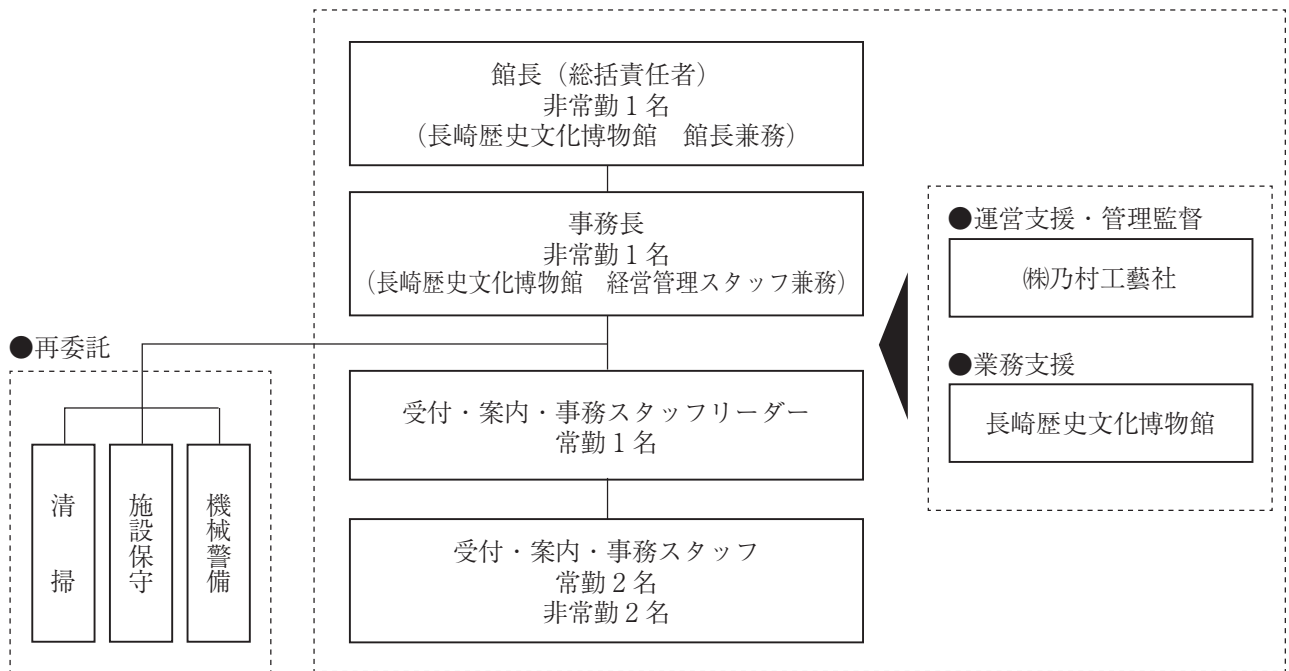 館長（総括責任者）
非常勤１名
（長崎歴史文化博物館　館長兼務）
事務長
非常勤１名
（長崎歴史文化博物館　経営管理スタッフ兼務）
●運営支援・管理監督
㈱乃村工藝社
●再委託
●業務支援
長崎歴史文化博物館
受付・案内・事務スタッフリーダー
常勤１名
清掃
施設保守
機械警備
受付・案内・事務スタッフ
常勤２名
非常勤２名